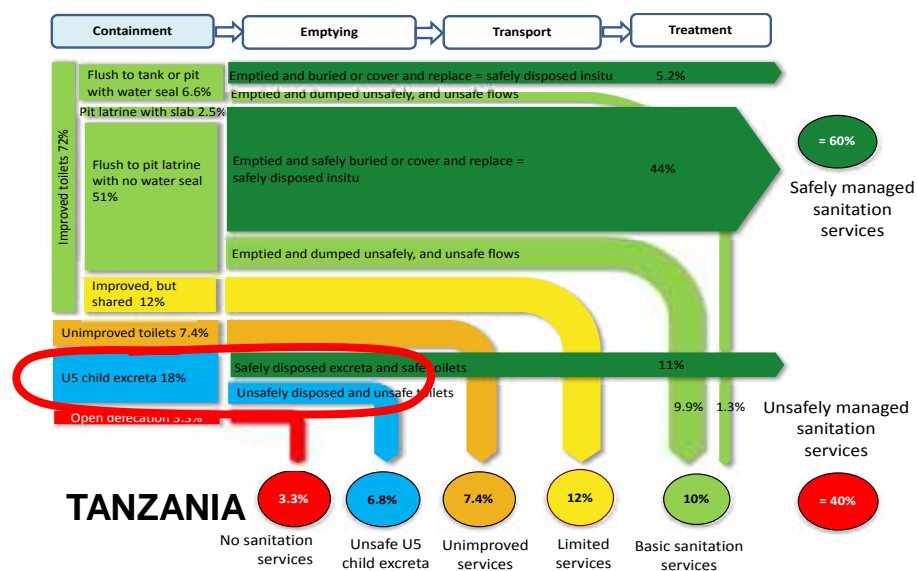 Containment
Emptying
Transport
Treatment
Improved toilets 72%
Flush to tank or pit
with water seal 6.6%
Emptied and buried or cover and replace = safely disposed insitu
5.2%
Emptied and dumped unsafely, and unsafe flows
Pit latrine with slab 2.5%
Flush to pit latrine
with no water seal
51%
Emptied and safely buried or cover and replace =
safely disposed insitu
44%
= 60%
Safely managed
sanitation
services
Emptied and dumped unsafely, and unsafe flows
Improved, but
shared 12%
Unimproved toilets 7.4%
U5 child excreta 18%
Safely disposed excreta and safe toilets
11%
Unsafely disposed and unsafe toilets
Open defecation 3.3%
9.9%
1.3%
Unsafely managed
sanitation
services
TANZANIA
3.3%
6.8%
7.4%
12%
10%
= 40%
No sanitation
services
Unsafe U5
child excreta
Unimproved
services
Limited
services
Basic sanitation
services